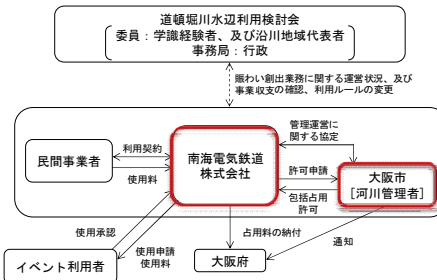 道頓堀川水辺利用検討会
委員：学識経験者、及び沿川地域代表者
事務局：行政
賑わい創出業務に関する運営状況、及び
事業収支の確認、利用ルールの変更
管理運営に
関する協定
民間事業者
利用契約
使用料
南海電気鉄道
株式会社
許可申請
包括占用
許可
大阪市
[河川管理者]
使用承認
使用申請
使用料
占用料の納付
通知
イベント利用者
大阪府